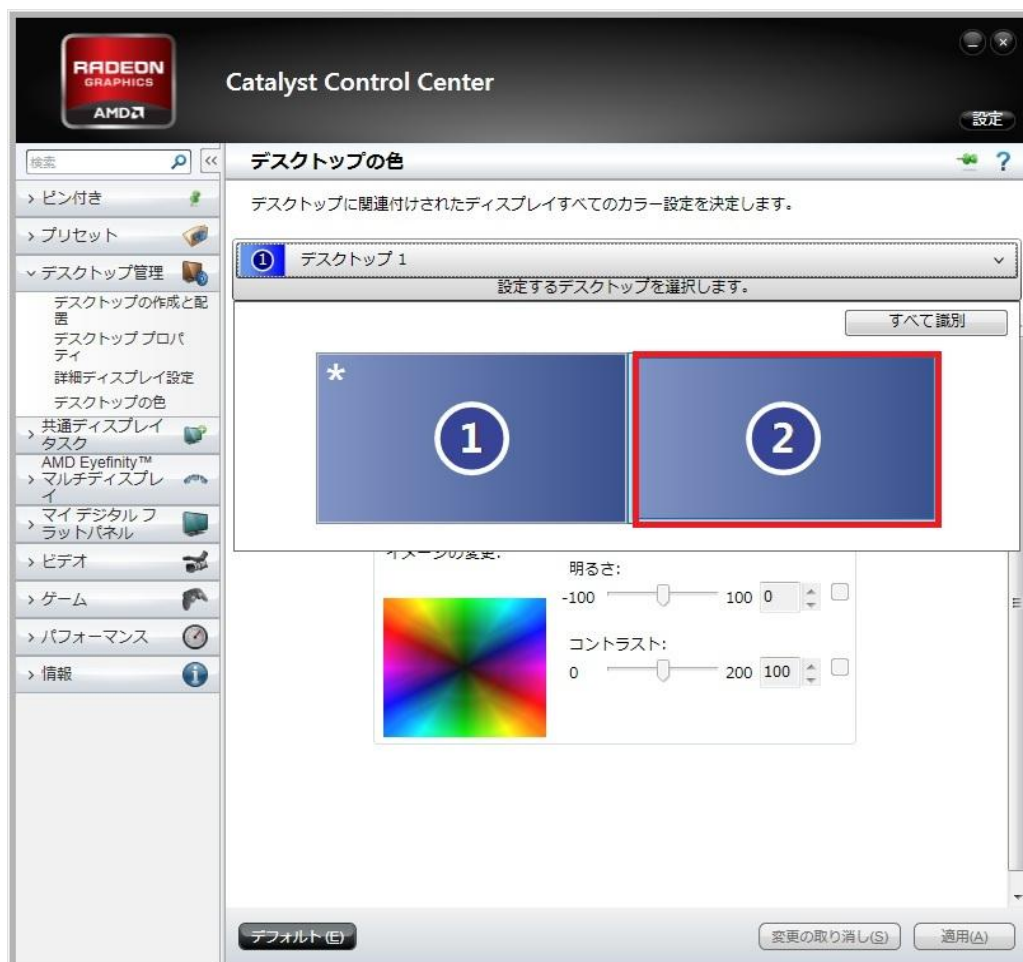 RADEON
GRAPHICS
AMD
Catalyst Control Center
設定
検索
«
デスクトップの色
?
› ピン付き
› プリセット
デスクトップ管理
デスクトップの作成と配
置
デスクトップ プロパ
ティ
詳細ディスプレイ設定
デスクトップの色
› 共通ディスプレイ
タスク
AMD Eyefinity™
› マルチディスプレ
イ
› マイ デジタル フ
ラットパネル
› ビデオ
› ゲーム
› パフォーマンス
› 情報
デスクトップに関連付けされたディスプレイすべてのカラー設定を決定します。
1 デスクトップ 1
設定するデスクトップを選択します。
すべて識別
*
1
2
イメージの変更:
明るさ:
-100 100 0
コントラスト:
0 200 100
デフォルト(E)
変更の取り消し(S)
適用(A)